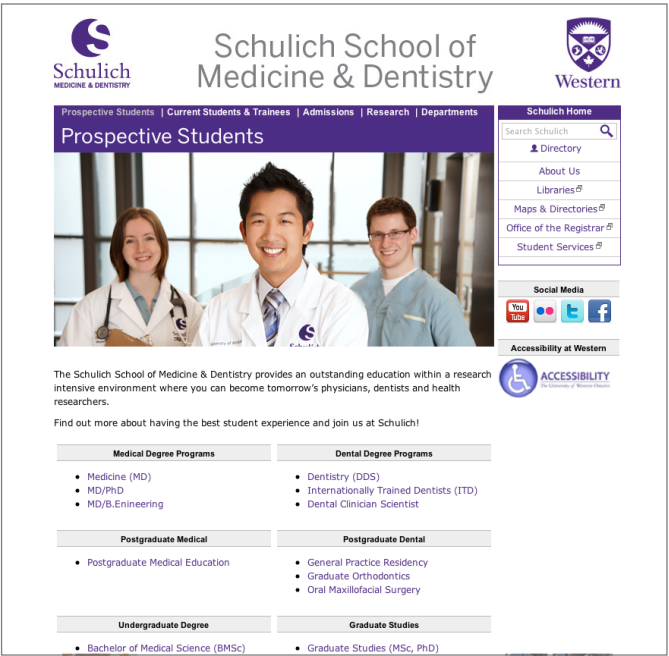 Schulich
MEDICINE & DENTISTRY
Schulich School of
Medicine & Dentistry
Western
Prospective Students | Current Students & Trainees | Admissions | Research | Departments
Prospective Students
Schulich Home
Search Schulich
Directory
About Us
Libraries
Maps & Directories
Office of the Registrar
Student Services
Social Media
You
Tube
Accessibility at Western
ACCESSIBILITY
The University of Western Ontario
The Schulich School of Medicine & Dentistry provides an outstanding education within a research
intensive environment where you can become tomorrow's physicians, dentists and health
researchers.
Find out more about having the best student experience and join us at Schulich!
Medical Degree Programs
• Medicine (MD)
• MD/PhD
• MD/B.Enineering
Dental Degree Programs
• Dentistry (DDS)
• Internationally Trained Dentists (ITD)
• Dental Clinician Scientist
Postgraduate Medical
• Postgraduate Medical Education
Postgraduate Dental
• General Practice Residency
• Graduate Orthodontics
• Oral Maxillofacial Surgery
Undergraduate Degree
• Bachelor of Medical Science (BMSc)
Graduate Studies
• Graduate Studies (MSc, PhD)